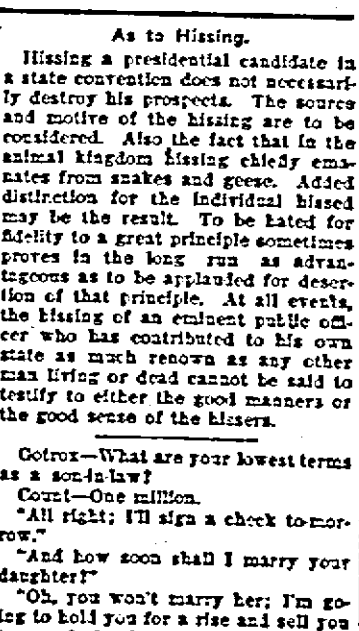 As to Hissing.
Hissing a presidential candidate in
a state convention does not necessari-
ly destroy his prospects. The source
and motive of the hissing are to be
considered. Also the fact that in the
animal kingdom hissing chiefly ema-
nates from snakes and geese. Added
distinction for the individual hissed
may be the result. To be hated for
fidelity to a great principle sometimes
proves in the long run as advan-
tageous as to be applauded for deser-
tion of that principle. At all events,
the hissing of an eminent public offi-
cer who has contributed to his own
state as much renown as any other
man living or dead cannot be said to
testify to either the good manners or
the good sense of the hissers.
Gotrox—What are your lowest terms
as a son-in-law?
Count—One million.
"All right; I'll sign a check to-mor-
row."
"And how soon shall I marry your
daughter?"
"Oh, you won't marry her; I'm go-
ing to hold you for a rise and sell you